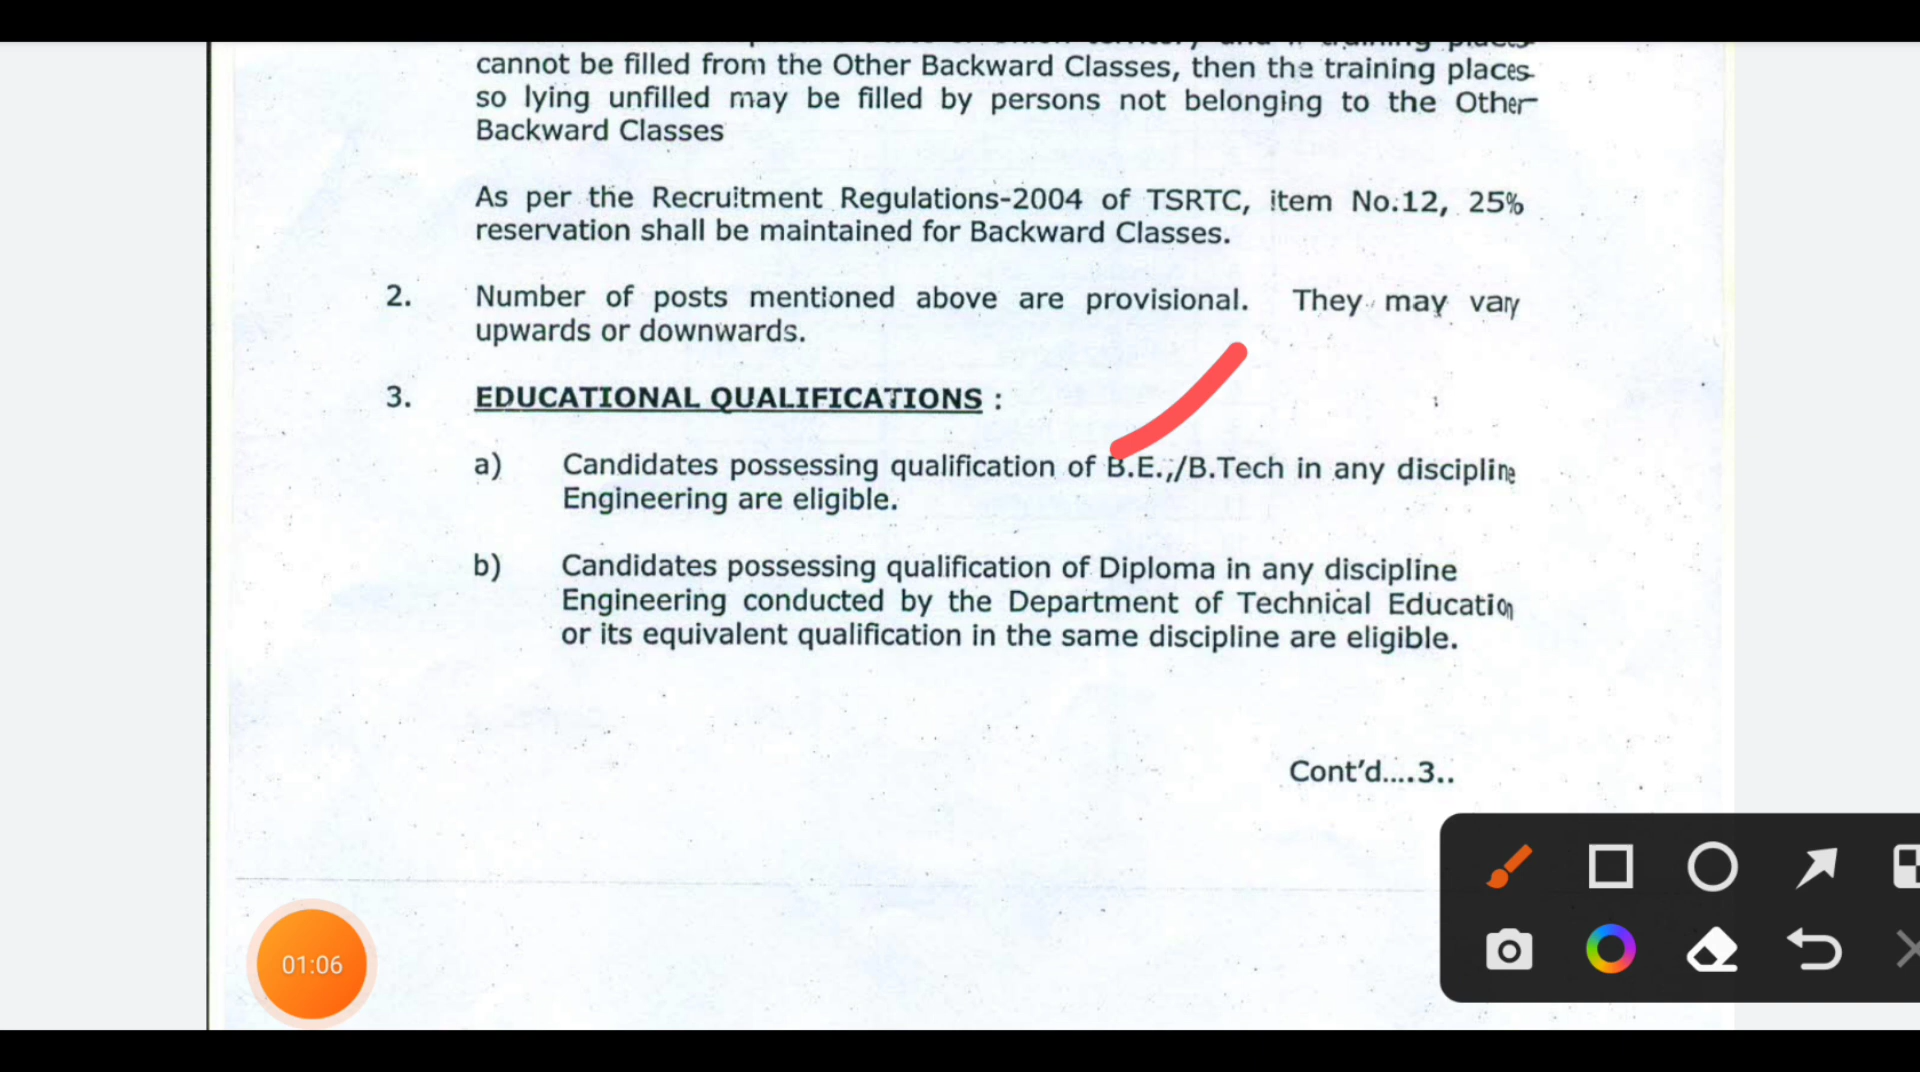 cannot be filled from the Other Backward Classes, then the training places
so lying unfilled may be filled by persons not belonging to the Other
Backward Classes
As per the Recruitment Regulations-2004 of TSRTC, item No.12, 25%
reservation shall be maintained for Backward Classes.
2. Number of posts mentioned above are provisional. They may vary
upwards or downwards.
3. EDUCATIONAL QUALIFICATIONS :
a) Candidates possessing qualification of B.E.,/B.Tech in any discipline
Engineering are eligible.
b) Candidates possessing qualification of Diploma in any discipline
Engineering conducted by the Department of Technical Education
or its equivalent qualification in the same discipline are eligible.
Cont'd....3..
01:06